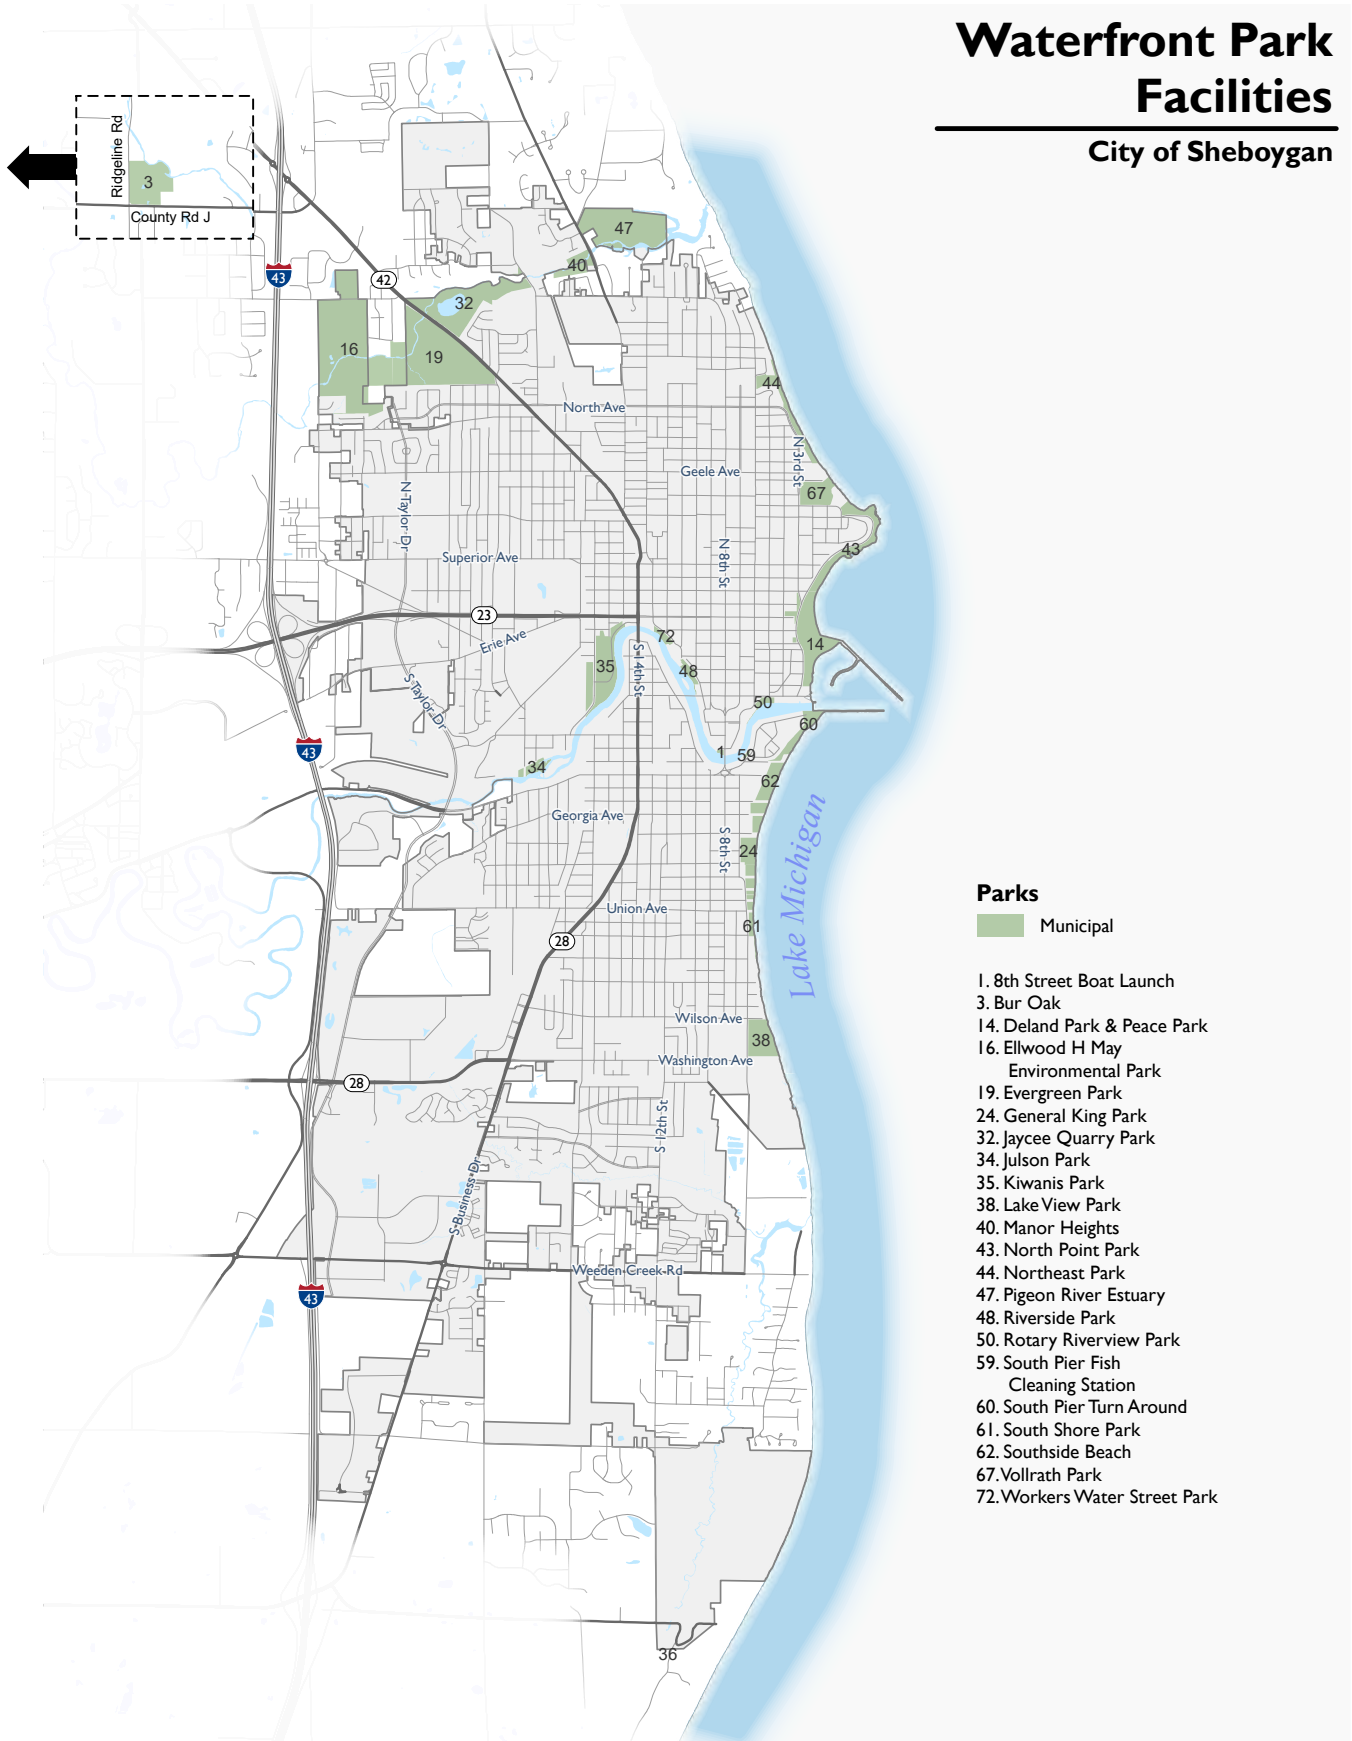 Waterfront Park
Facilities
City of Sheboygan
Ridgeline Rd
3
County Rd J
47
40
43
42
32
16
19
44
North Ave
N 3rd St
Geele Ave
67
N Taylor Dr
43
Superior Ave
N 8th St
23
Erie Ave
72
14
35
S 14th St
48
S Taylor Dr
50
60
43
1
59
34
62
Georgia Ave
Lake Michigan
S 8th St
24
Union Ave
61
28
Wilson Ave
38
Washington Ave
28
S 12th St
S Business Dr
Weeden Creek Rd
43
36
Parks
Municipal
1. 8th Street Boat Launch
3. Bur Oak
14. Deland Park & Peace Park
16. Ellwood H May
Environmental Park
19. Evergreen Park
24. General King Park
32. Jaycee Quarry Park
34. Julson Park
35. Kiwanis Park
38. Lake View Park
40. Manor Heights
43. North Point Park
44. Northeast Park
47. Pigeon River Estuary
48. Riverside Park
50. Rotary Riverview Park
59. South Pier Fish
Cleaning Station
60. South Pier Turn Around
61. South Shore Park
62. Southside Beach
67. Vollrath Park
72. Workers Water Street Park